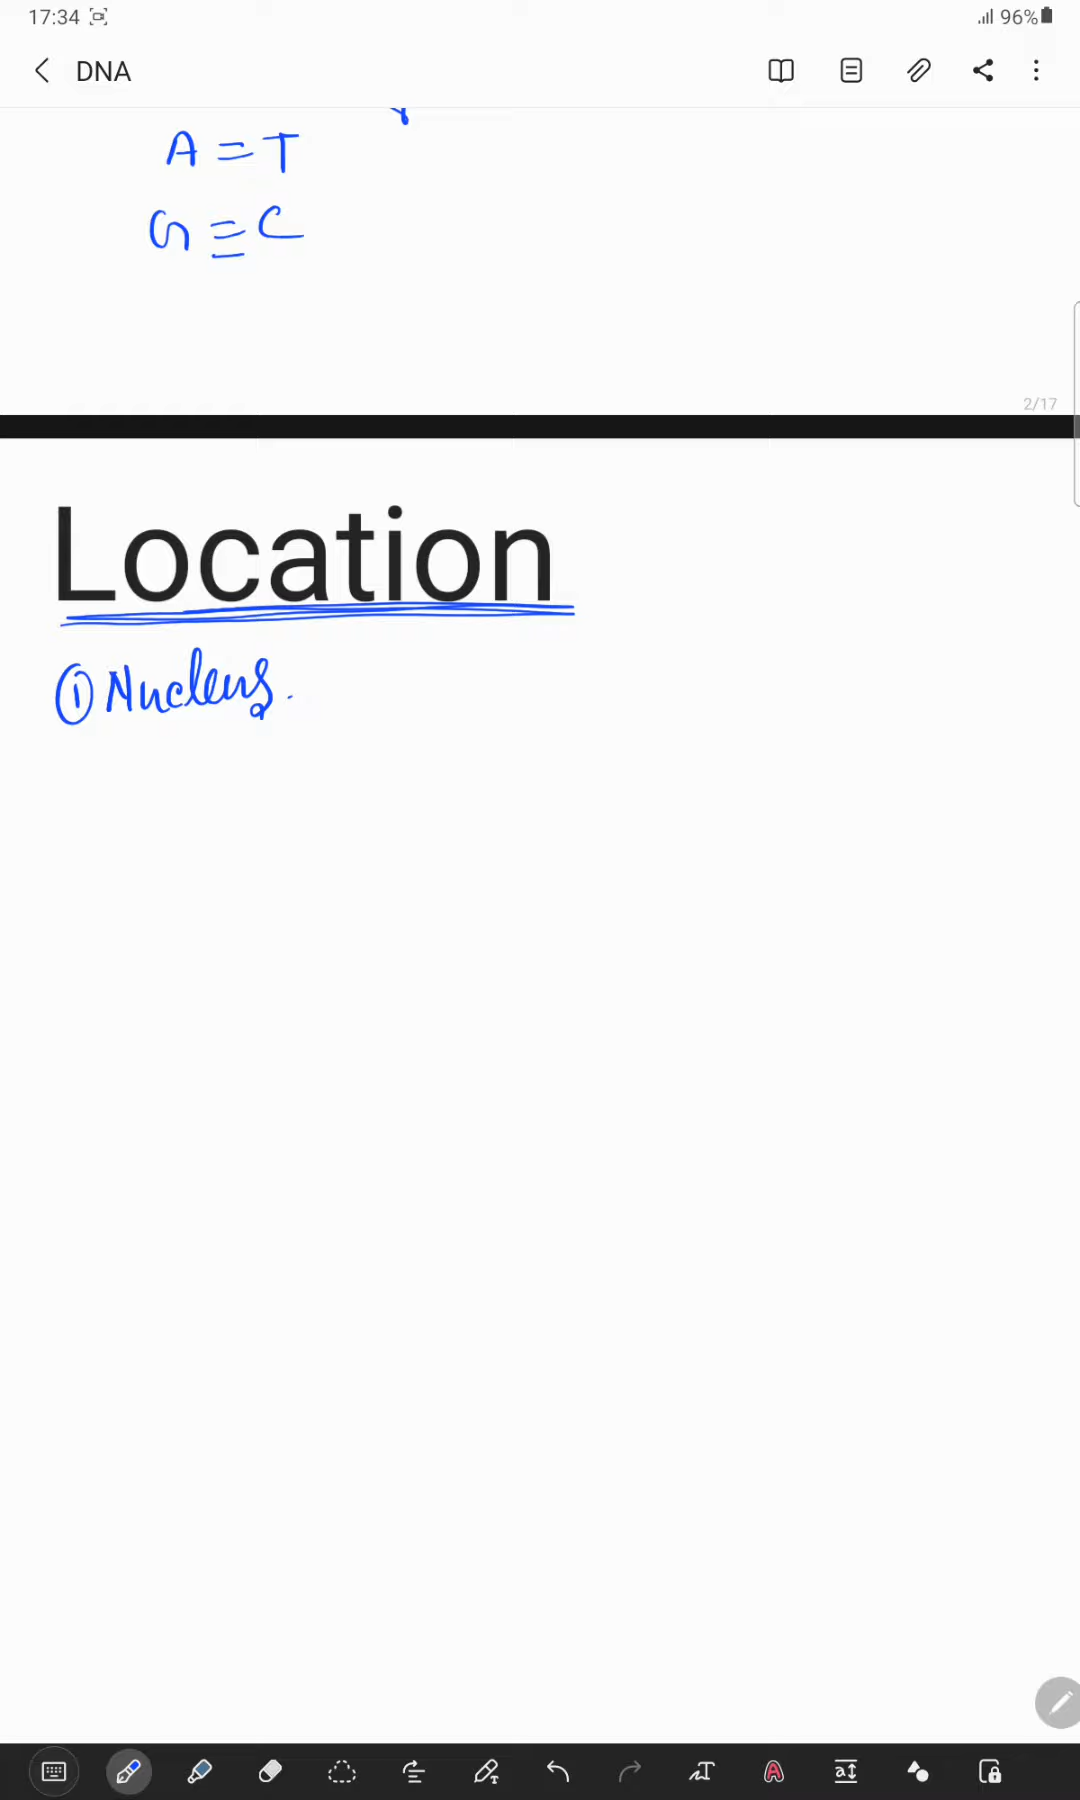 17:34 96%
DNA
A = T
G ≡ C
2/17
Location
① Nucleus.